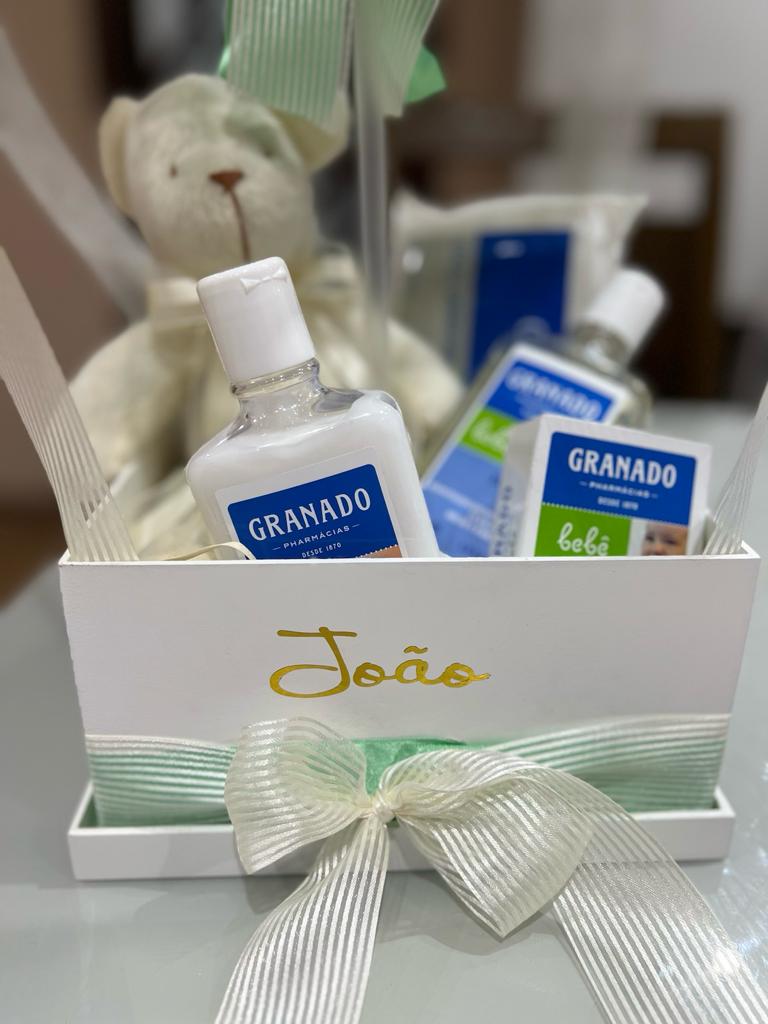 GRANADO
GRANADO
PHARMÁCIAS
DESDE 1870
bebê
GRANADO
PHARMÁCIAS
DESDE 1870
João